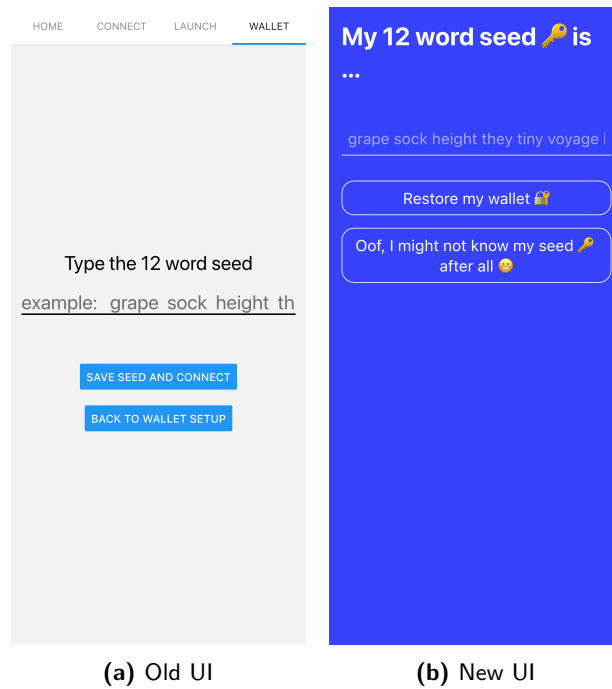 HOME CONNECT LAUNCH WALLET
Type the 12 word seed
example: grape sock height th
SAVE SEED AND CONNECT
BACK TO WALLET SETUP
(a) Old UI
My 12 word seed 🔑 is
...
grape sock height they tiny voyage
Restore my wallet 🔐
Oof, I might not know my seed 🔑
after all 😬
(b) New UI